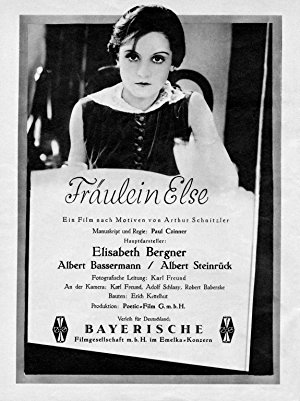 Fräulein Else
Ein Film nach Motiven von Arthur Schnitzler
Manuskript und Regie: Paul Czinner
Hauptdarsteller:
Elisabeth Bergner
Albert Bassermann / Albert Steinrück
Fotografische Leitung: Karl Freund
An der Kamera: Karl Freund, Adolf Schlasy, Robert Baberske
Bauten: Erich Kettelhut
Produktion: Poetic-Film G.m.b.H.
Verleih für Deutschland:
BAYERISCHE
Filmgesellschaft m.b.H. im Emelka-Konzern